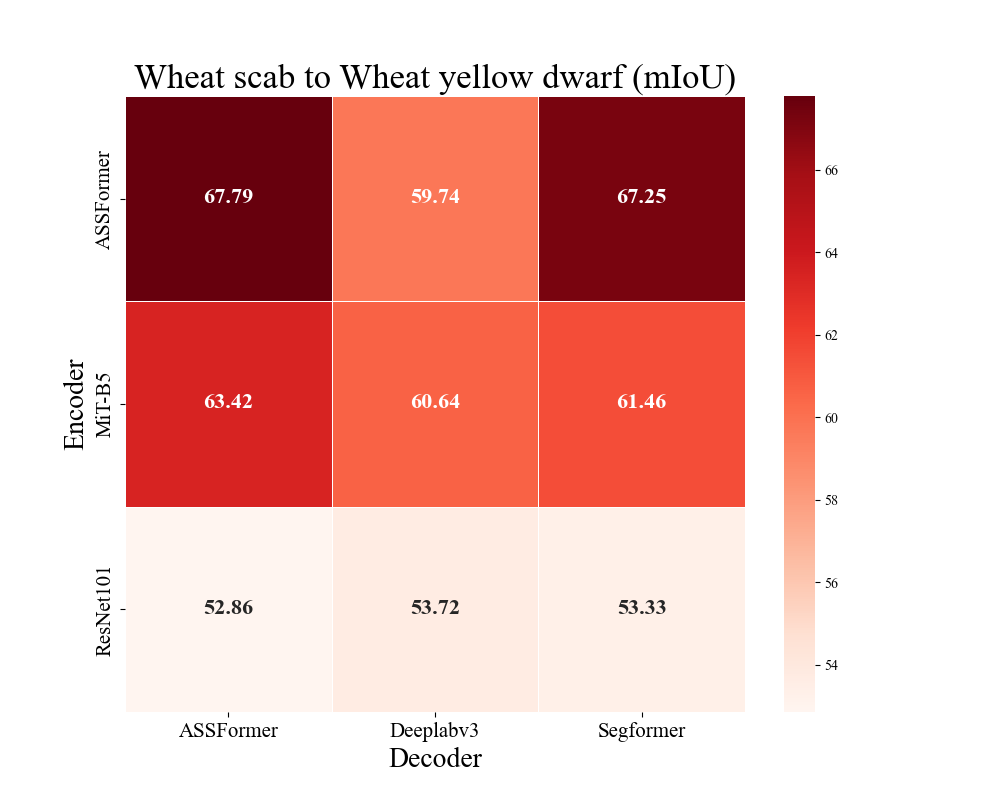 Wheat scab to Wheat yellow dwarf (mIoU)
Encoder
ASSFormer
67.79 59.74 67.25
MiT-B5
63.42 60.64 61.46
ResNet101
52.86 53.72 53.33
ASSFormer Deeplabv3 Segformer
Decoder
66
64
62
60
58
56
54